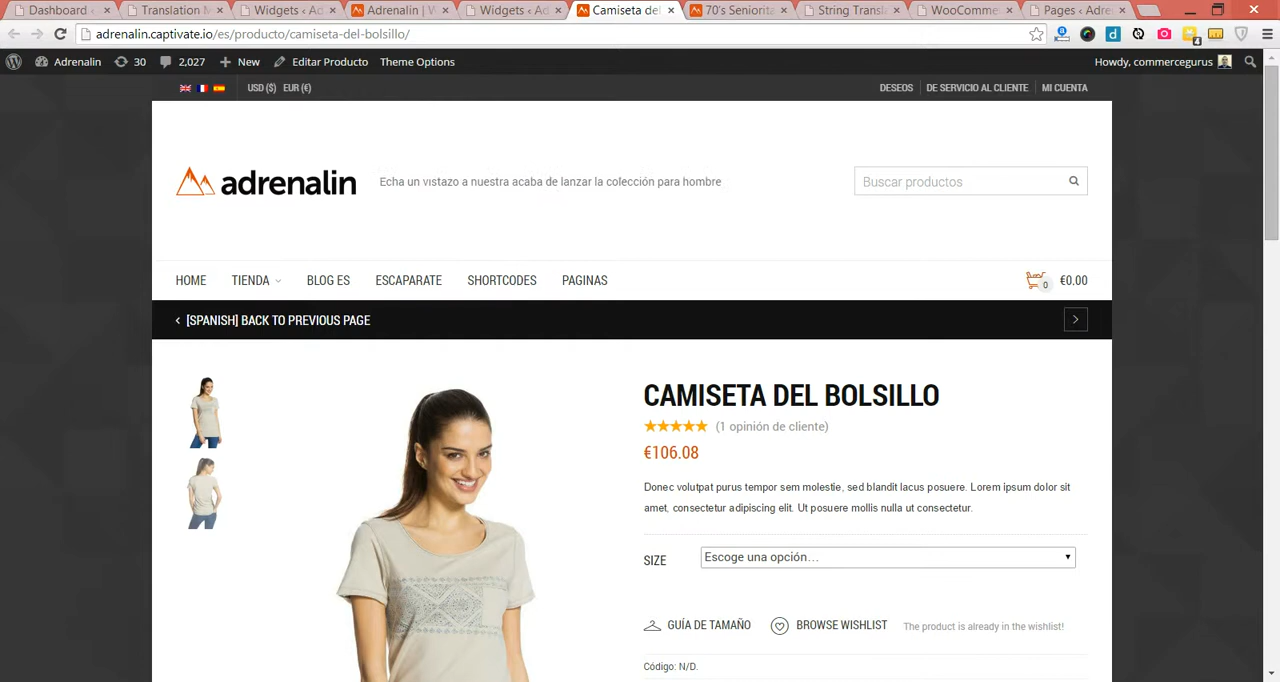 Dashboard ‹
Translation M
Widgets ‹ Ad
Adrenalin | W
Widgets ‹ Ad
Camiseta del
70's Seniorita
String Transl
WooCommer
Pages ‹ Adre
adrenalin.captivate.io/es/producto/camiseta-del-bolsillo/
Adrenalin 30 2,027 New Editar Producto Theme Options Howdy, commercegurus
USD ($) EUR (€) DESEOS DE SERVICIO AL CLIENTE MI CUENTA
adrenalin Echa un vistazo a nuestra acaba de lanzar la colección para hombre Buscar productos
HOME TIENDA BLOG ES ESCAPARATE SHORTCODES PAGINAS 0 €0.00
‹ [SPANISH] BACK TO PREVIOUS PAGE
CAMISETA DEL BOLSILLO
(1 opinión de cliente)
€106.08
Donec volutpat purus tempor sem molestie, sed blandit lacus posuere. Lorem ipsum dolor sit
amet, consectetur adipiscing elit. Ut posuere mollis nulla ut consectetur.
SIZE Escoge una opción…
GUÍA DE TAMAÑO BROWSE WISHLIST The product is already in the wishlist!
Código: N/D.